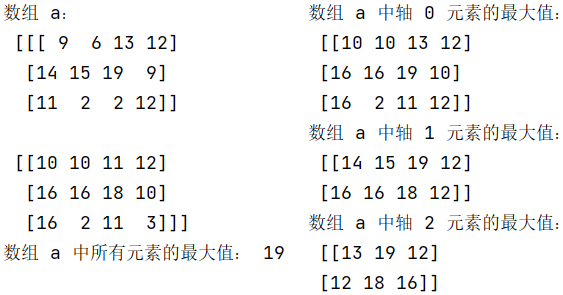 数组 a:
[[[ 9  6 13 12]
[14 15 19  9]
[11  2  2 12]]
[[10 10 11 12]
[16 16 18 10]
[16  2 11  3]]]
数组 a 中所有元素的最大值: 19
数组 a 中轴 0 元素的最大值:
[[10 10 13 12]
[16 16 19 10]
[16  2 11 12]]
数组 a 中轴 1 元素的最大值:
[[14 15 19 12]
[16 16 18 12]]
数组 a 中轴 2 元素的最大值:
[[13 19 12]
[12 18 16]]